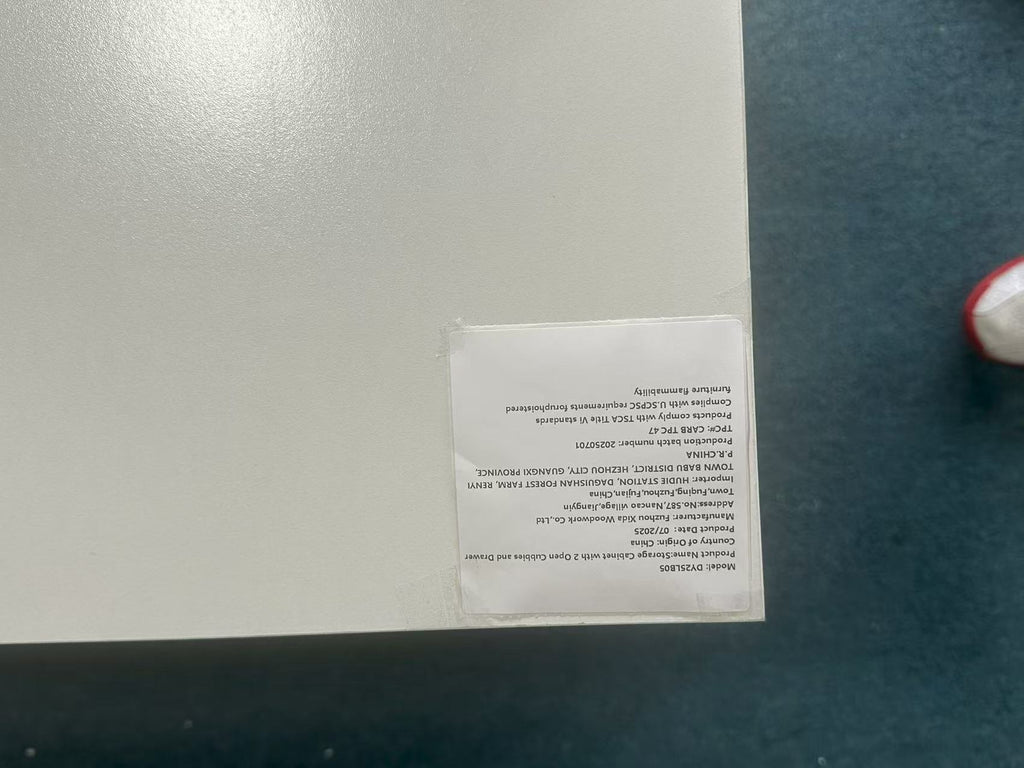 Model: DY25LB05
Product Name:Storage Cabinet with 2 Open Cubbies and Drawer
Country of Origin: China
Product Date: 07/2025
Manufacturer: Fuzhou Xida Woodwork Co.,Ltd
Address:No.587,Nancao village,Jiangyin
Town,Fuqing,Fuzhou,Fujian,China
Importer: HUDIE STATION, DAGUISHAN FOREST FARM, RENYI
TOWN BABU DISTRICT, HEZHOU CITY, GUANGXI PROVINCE,
P.R.CHINA
Production batch number: 20250701
TPC#: CARB TPC 47
Products comply with TSCA Title VI standards
Complies with U.SCPSC requirements forupholstered
furniture flammability